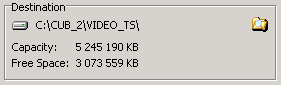 Destination
C:\CUB_2\VIDEO_TS\
Capacity: 5 245 190 KB
Free Space: 3 073 559 KB